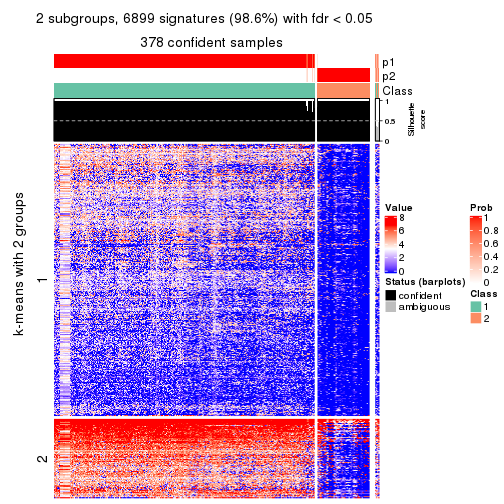 2 subgroups, 6899 signatures (98.6%) with fdr < 0.05
378 confident samples
p1
p2
Class
1
0.5
0
Silhouette
score
k-means with 2 groups
1
2
Value
8
6
4
2
0
Status (barplots)
confident
ambiguous
Prob
1
0.8
0.6
0.4
0.2
0
Class
1
2